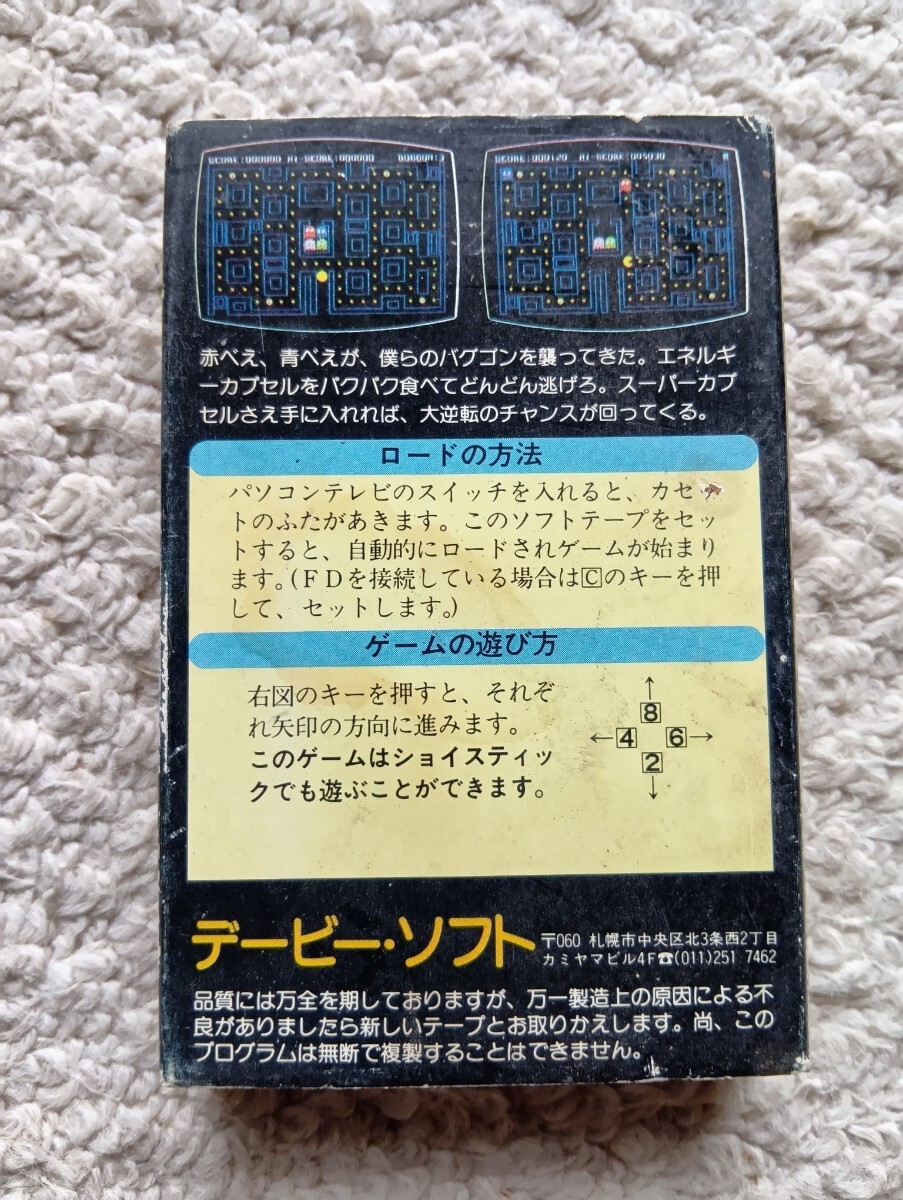 SCORE:000000 HI-SCORE:000000
SCORE:000120 HI-SCORE:005030
赤べえ、青べえが、僕らのバグゴンを襲ってきた。エネルギ
ーカプセルをパクパク食べてどんどん逃げろ。スーパーカプ
セルさえ手に入れれば、大逆転のチャンスが回ってくる。
ロードの方法
パソコンテレビのスイッチを入れると、カセッ
トのふたがあきます。このソフトテープをセッ
トすると、自動的にロードされゲームが始まり
ます。(FDを接続している場合はCのキーを押
して、セットします。)
ゲームの遊び方
右図のキーを押すと、それぞ
れ矢印の方向に進みます。
このゲームはショイスティッ
クでも遊ぶことができます。
↑
8
←4 6→
2
↓
デービー・ソフト
〒060 札幌市中央区北3条西2丁目
カミヤマビル4F☎(011)251 7462
品質には万全を期しておりますが、万一製造上の原因による不
良がありましたら新しいテープとお取りかえします。尚、この
プログラムは無断で複製することはできません。